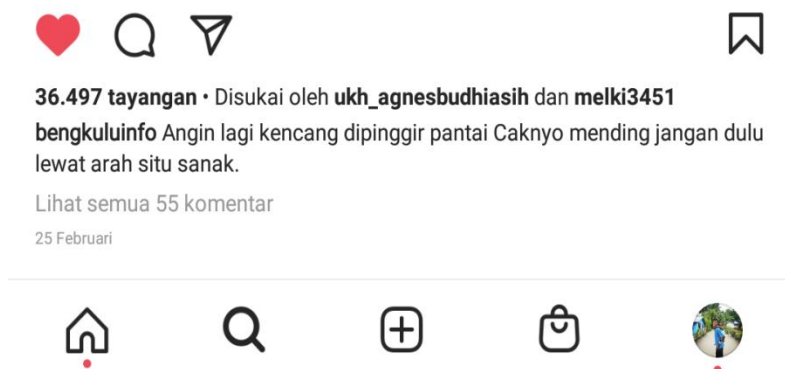 36.497 tayangan • Disukai oleh ukh_agnesbudhiasih dan melki3451
bengkuluinfo Angin lagi kencang dipinggir pantai Caknyo mending jangan dulu
lewat arah situ sanak.
Lihat semua 55 komentar
25 Februari